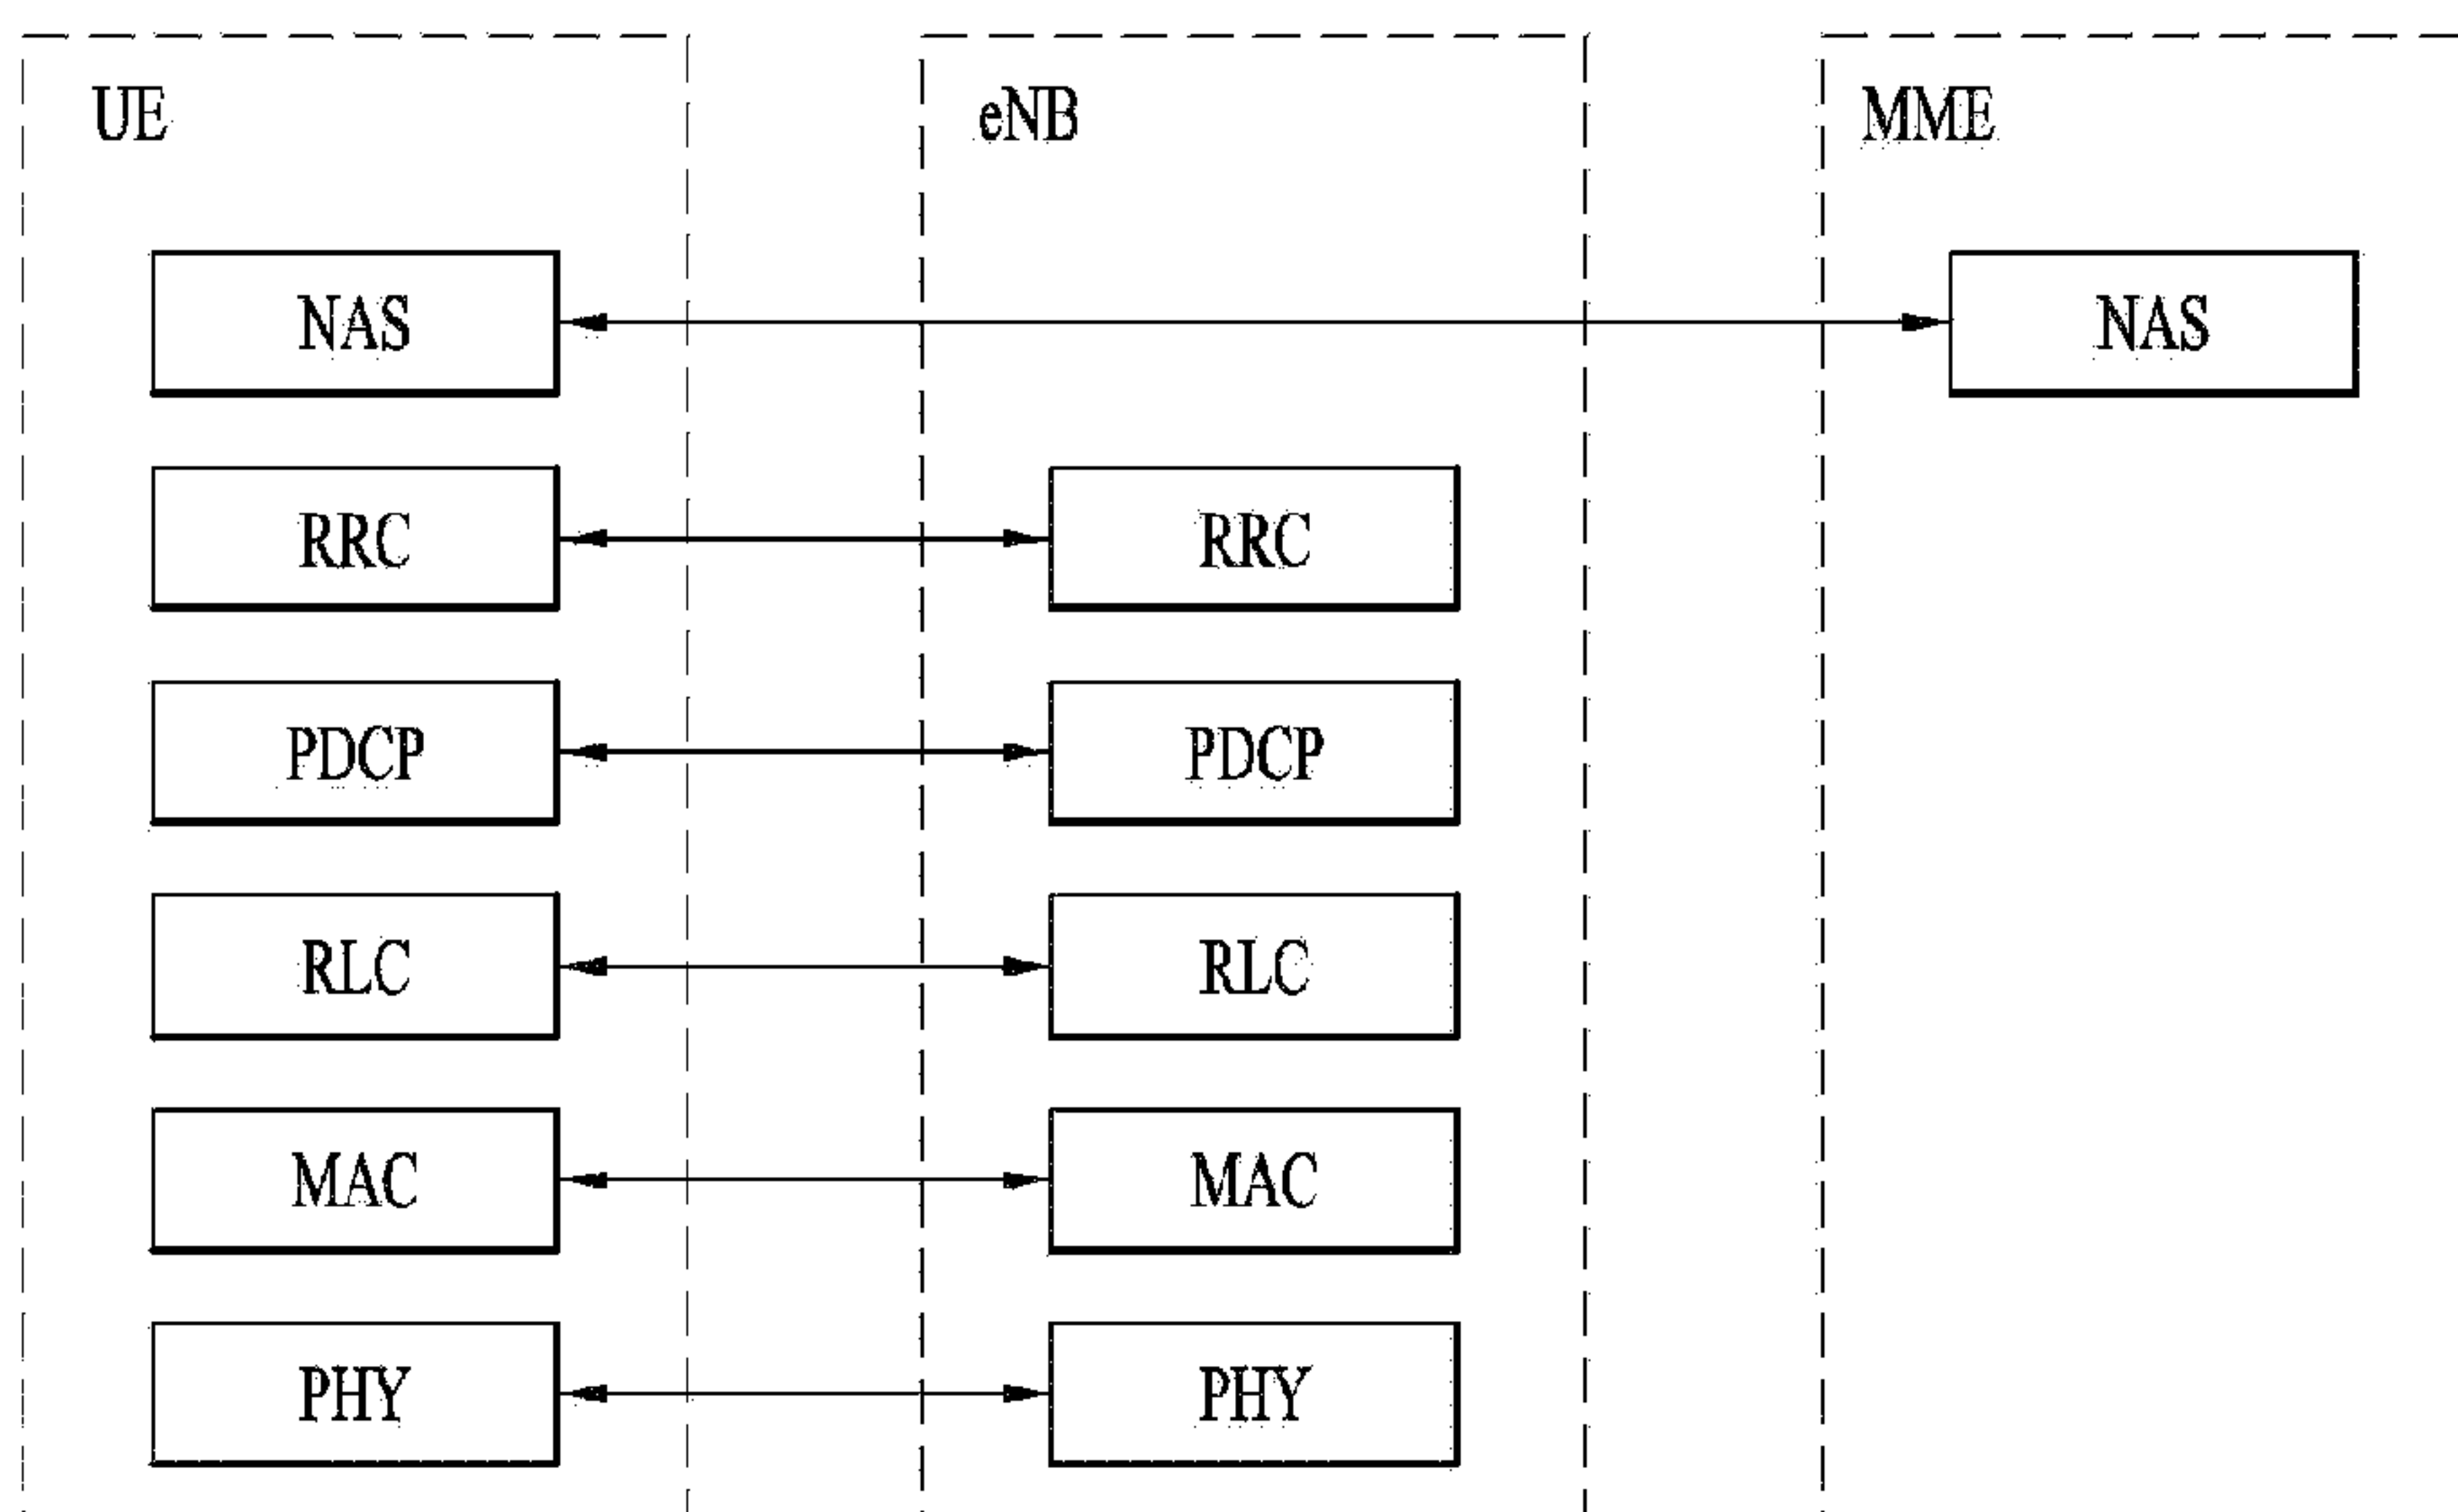 UE eNB MME
NAS NAS
RRC RRC
PDCP PDCP
RLC RLC
MAC MAC
PHY PHY